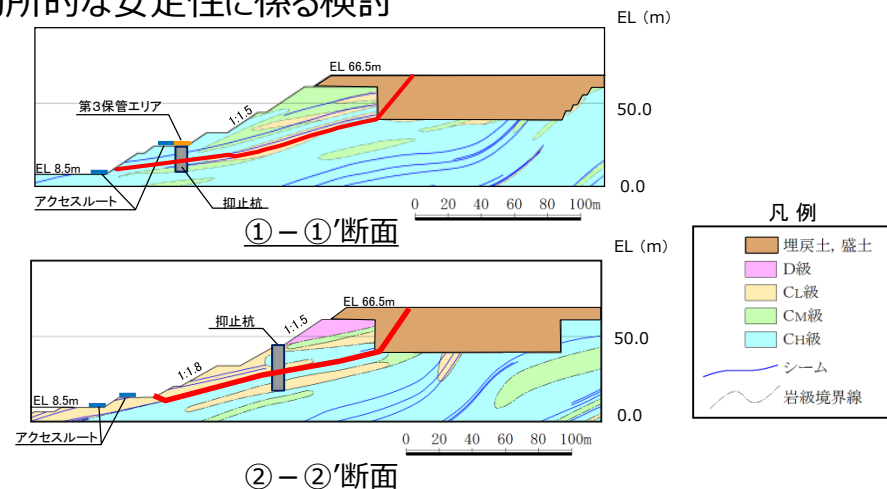 所的な安定性に係る検討
EL（m）
EL 66.5m
第3保管エリア
1:1.5
50.0
EL 8.5m
0.0
アクセスルート
抑止杭
0 20 40 60 80 100m
①－①’断面
凡 例
埋戻土，盛土
D級
CL級
CM級
CH級
シーム
岩級境界線
EL（m）
EL 66.5m
抑止杭
1:1.5
50.0
1:1.8
EL 8.5m
0.0
アクセスルート
0 20 40 60 80 100m
②－②’断面